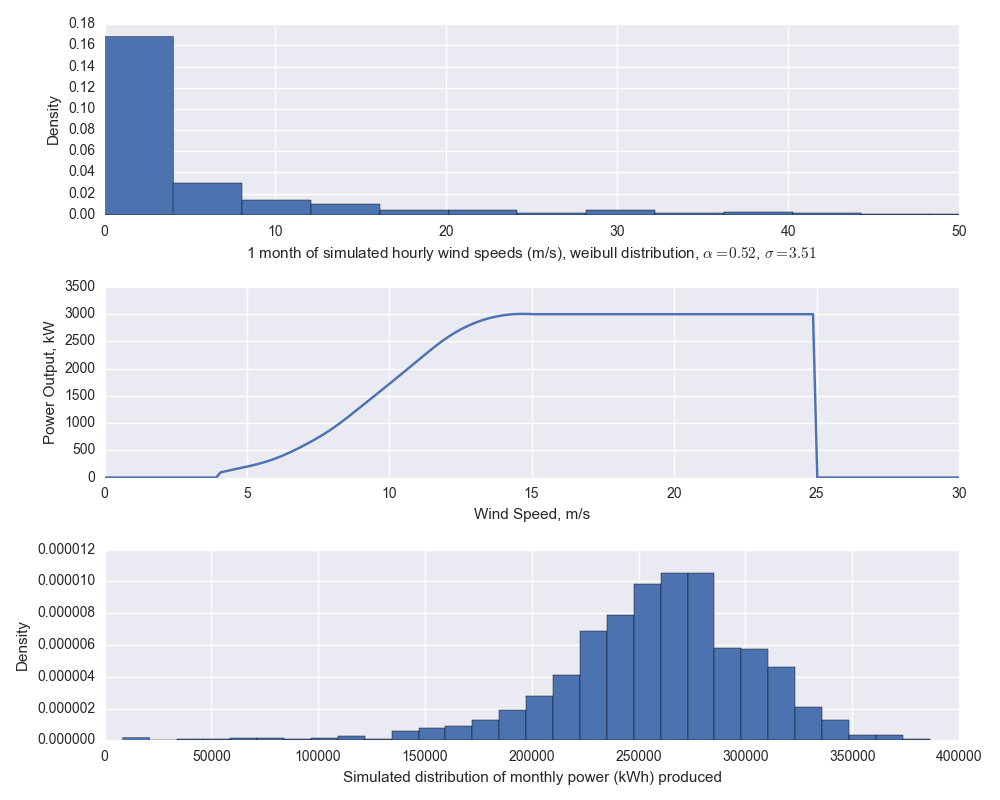 0.18
0.16
0.14
0.12
0.10
0.08
0.06
0.04
0.02
0.00
Density
0 10 20 30 40 50
1 month of simulated hourly wind speeds (m/s), weibull distribution, α=0.52, σ=3.51
3500
3000
2500
2000
1500
1000
500
0
Power Output, kW
0 5 10 15 20 25 30
Wind Speed, m/s
0.000012
0.000010
0.000008
0.000006
0.000004
0.000002
0.000000
Density
0 50000 100000 150000 200000 250000 300000 350000 400000
Simulated distribution of monthly power (kWh) produced